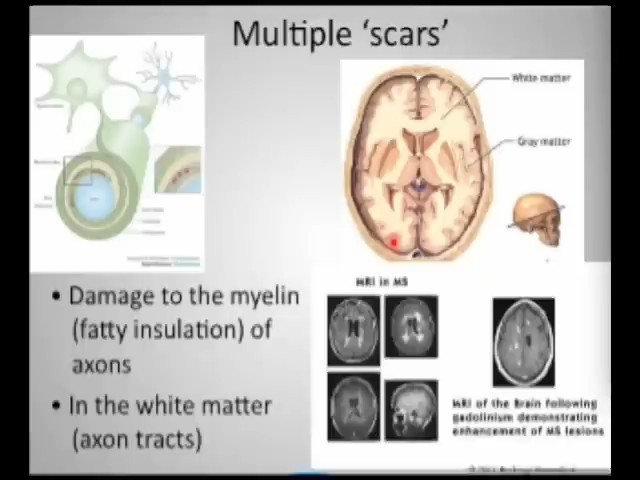 Multiple ‘scars’
White matter
Gray matter
• Damage to the myelin
(fatty insulation) of
axons
• In the white matter
(axon tracts)
MRI in MS
MRI of the Brain following
gadolinium demonstrating
enhancement of MS lesions